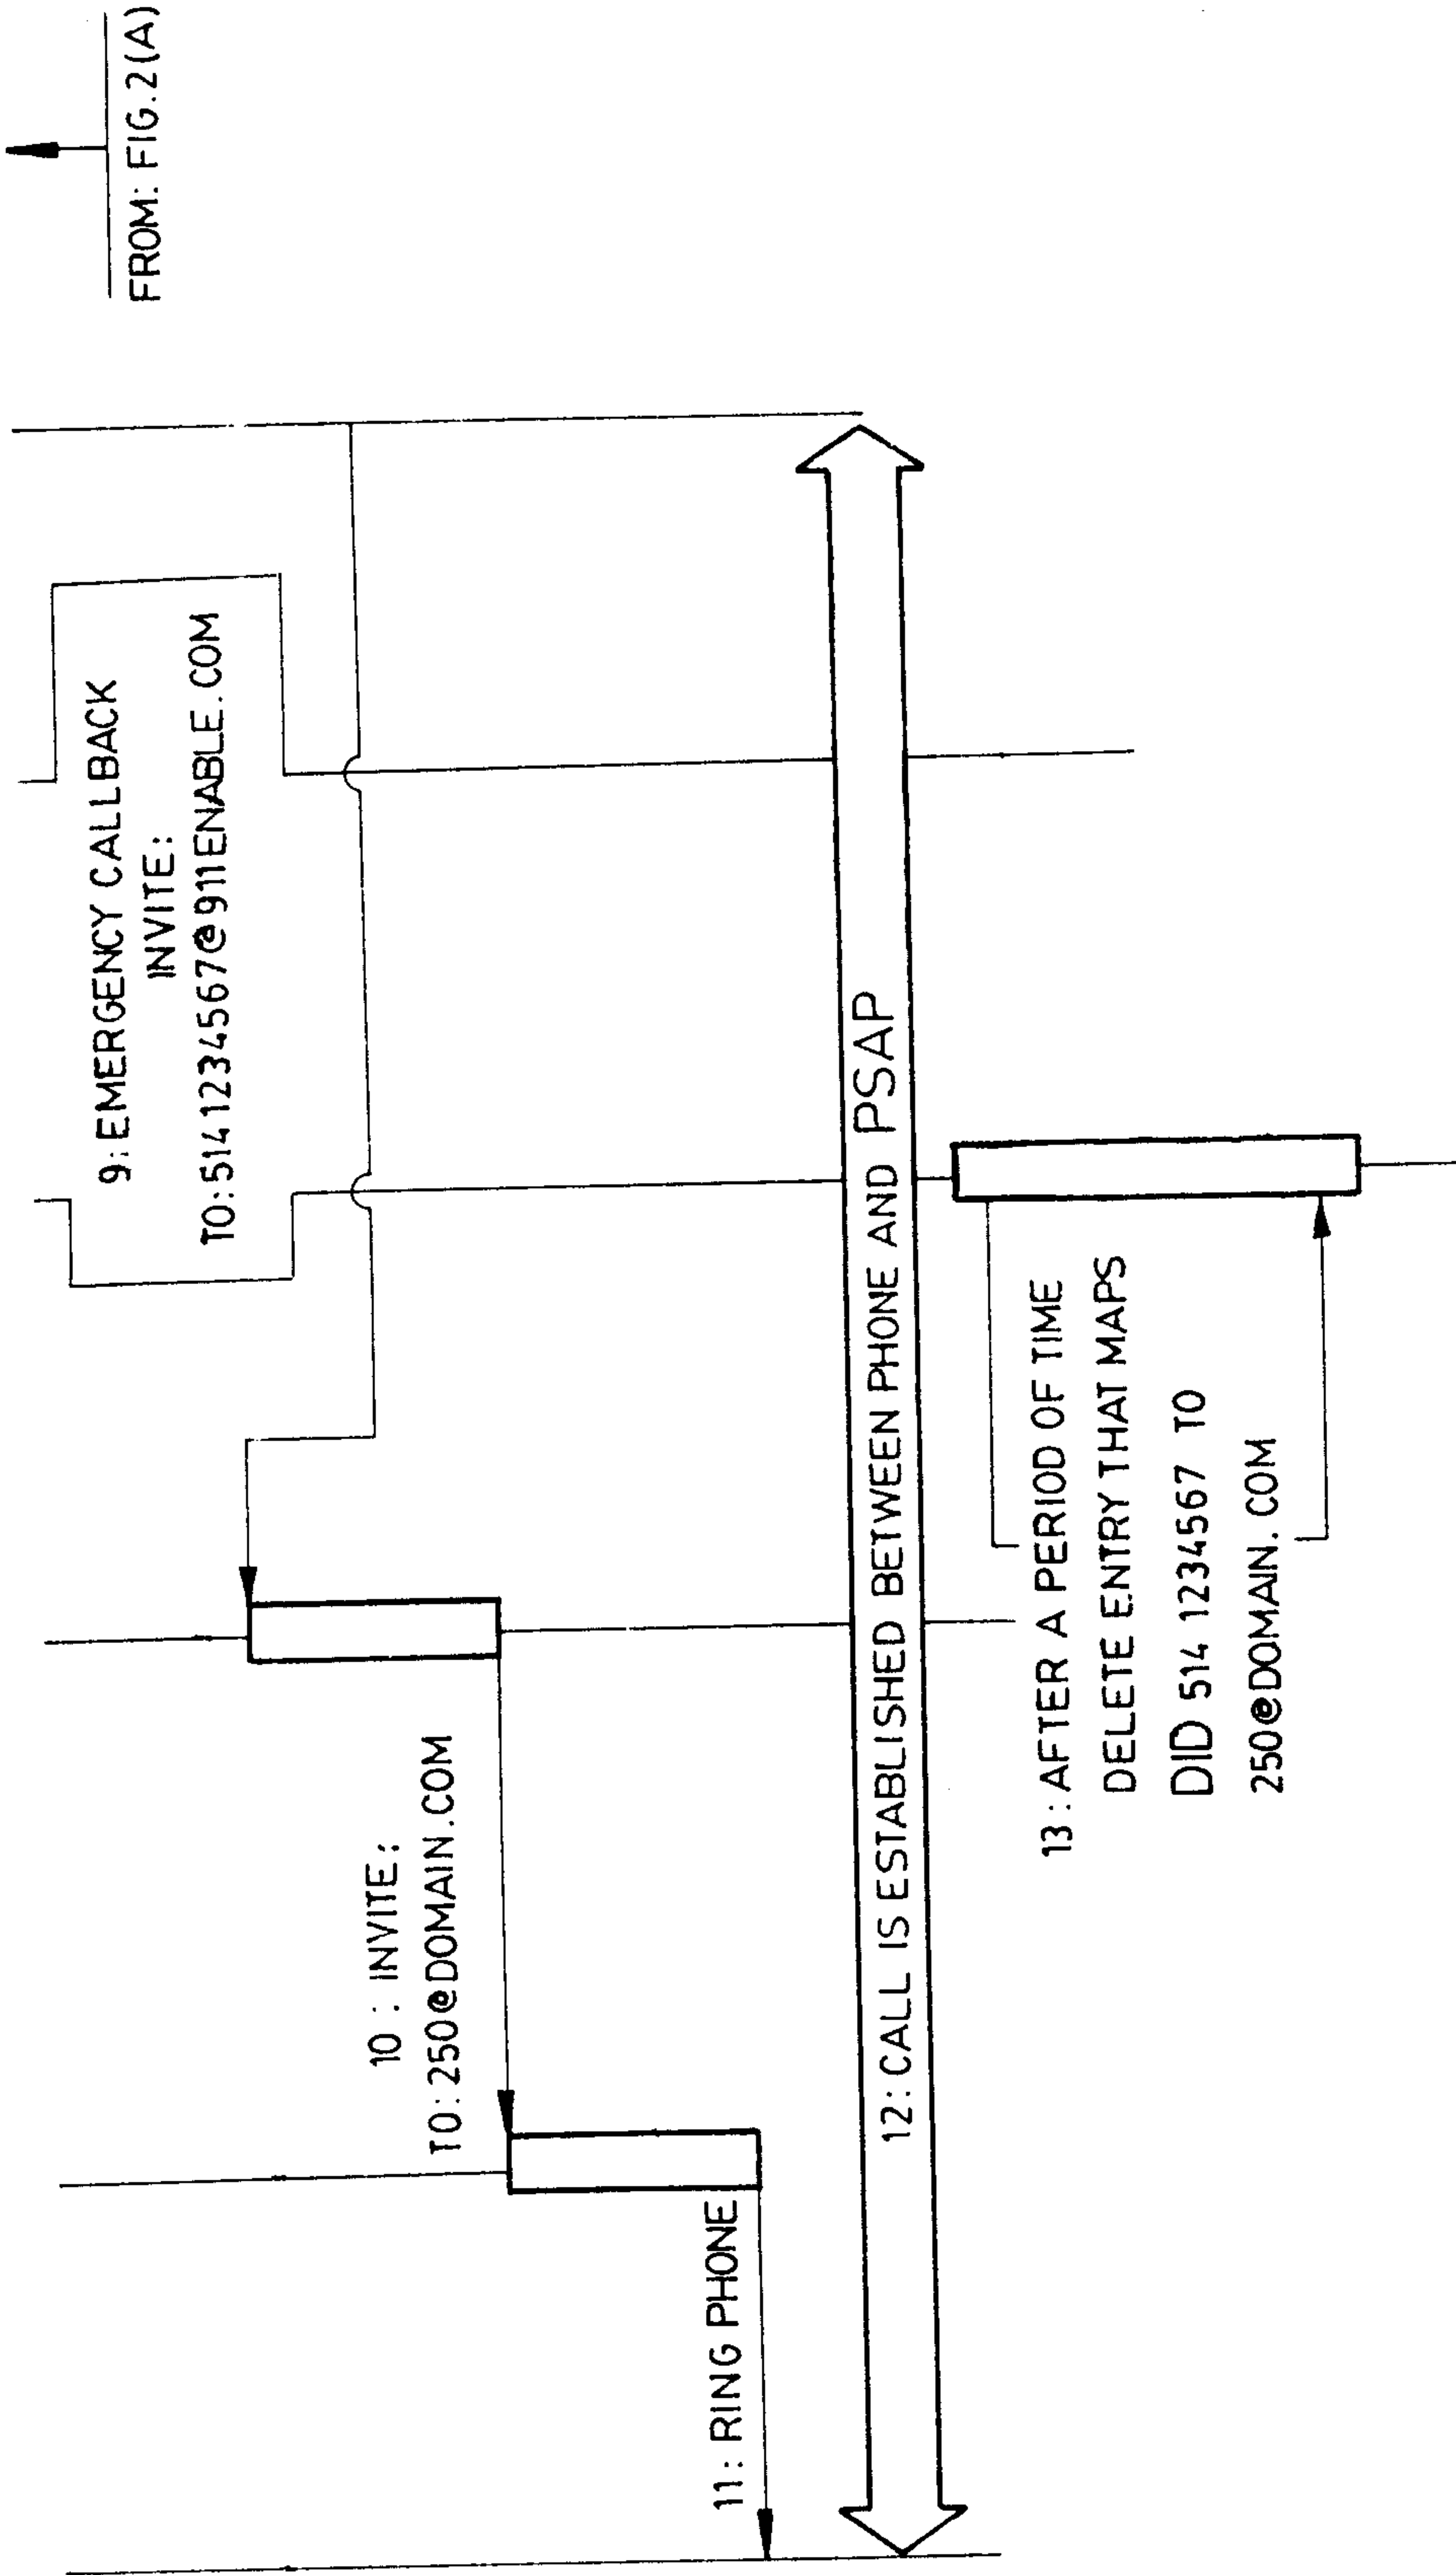 FROM: FIG.2(A)
9: EMERGENCY CALLBACK
INVITE:
TO: 514 1234567@911ENABLE.COM
10 : INVITE:
TO: 250@DOMAIN.COM
11: RING PHONE
12: CALL IS ESTABLISHED BETWEEN PHONE AND PSAP
13: AFTER A PERIOD OF TIME
DELETE ENTRY THAT MAPS
DID 514 1234567 TO
250@DOMAIN.COM